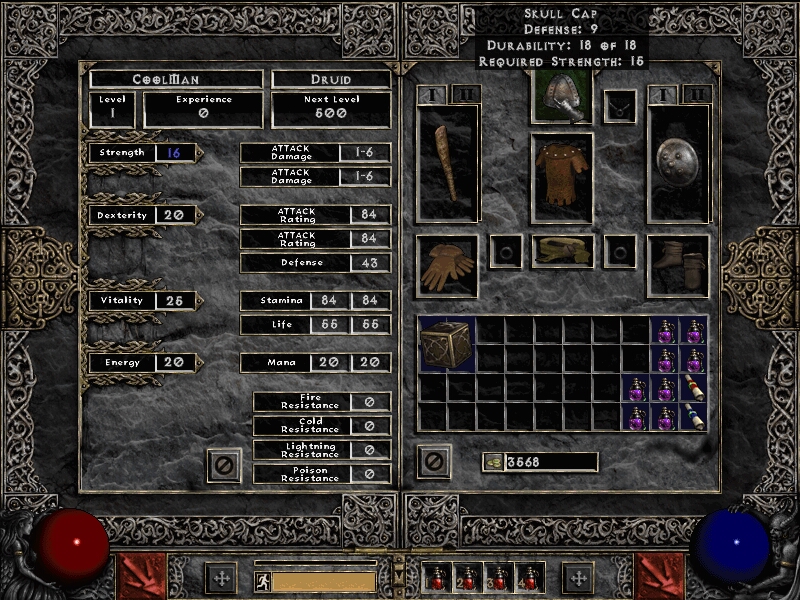 Skull Cap
Defense: 9
Durability: 18 of 18
Required Strength: 15
CoolMan
Druid
Level
1
Experience
0
Next Level
500
I II
I II
Strength 16
ATTACK
Damage 1-6
ATTACK
Damage 1-6
Dexterity 20
ATTACK
Rating 84
ATTACK
Rating 84
Defense 43
Vitality 25
Stamina 84 84
Life 55 55
Energy 20
Mana 20 20
Fire
Resistance 0
Cold
Resistance 0
Lightning
Resistance 0
Poison
Resistance 0
3568
1 2 3 4